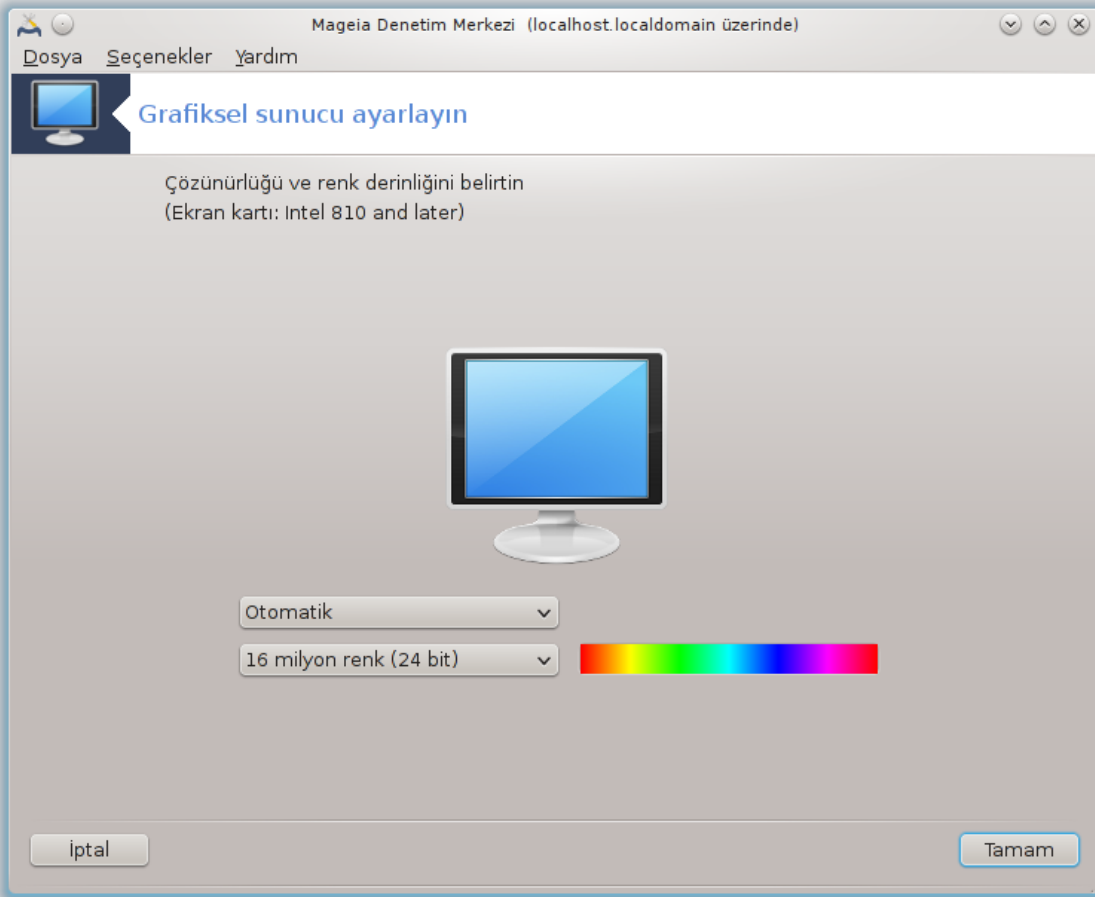 Mageia Denetim Merkezi (localhost.localdomain üzerinde)
Dosya Seçenekler Yardım
Grafiksel sunucu ayarlayın
Çözünürlüğü ve renk derinliğini belirtin
(Ekran kartı: Intel 810 and later)
Otomatik
16 milyon renk (24 bit)
İptal Tamam